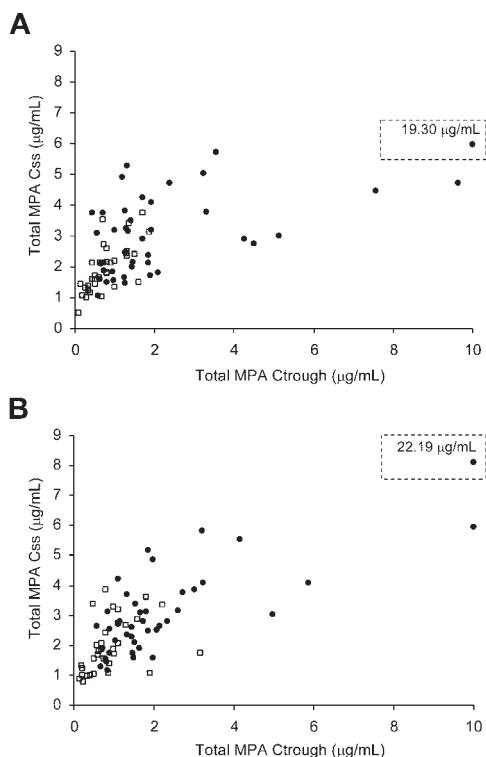 A
9
8
7
6
5
4
3
2
1
0
Total MPA Css (μg/mL)
19.30 μg/mL
0 2 4 6 8 10
Total MPA Ctrough (μg/mL)
B
9
8
7
6
5
4
3
2
1
0
Total MPA Css (μg/mL)
22.19 μg/mL
0 2 4 6 8 10
Total MPA Ctrough (μg/mL)